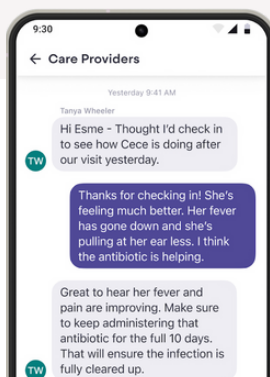 9:30
Care Providers
Yesterday 9:41 AM
Tanya Wheeler
Hi Esme - Thought I'd check in
to see how Cece is doing after
our visit yesterday.
TW
Thanks for checking in! She's
feeling much better. Her fever
has gone down and she's
pulling at her ear less. I think
the antibiotic is helping.
Great to hear her fever and
pain are improving. Make sure
to keep administering that
antibiotic for the full 10 days.
That will ensure the infection is
fully cleared up.
TW